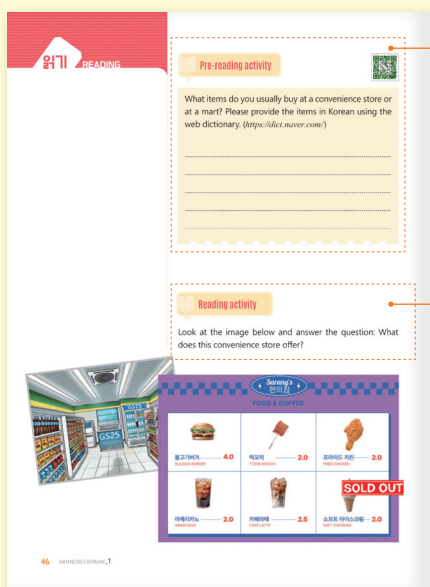 읽기 READING
Pre-reading activity
What items do you usually buy at a convenience store or
at a mart? Please provide the items in Korean using the
web dictionary. (https://dict.naver.com/)
Reading activity
Look at the image below and answer the question: What
does this convenience store offer?
GS25
GS25
Sarang's
편의점
FOOD & COFFEE
불고기버거 4.0
BULGOGI BURGER
떡꼬치 2.0
TTEOK-KKOCHI
프라이드 치킨 2.0
FRIED CHICKEN
SOLD OUT
아메리카노 2.0
AMERICANO
카페라떼 2.5
CAFE LATTE
소프트 아이스크림 2.0
SOFT ICECREAM
46 ANNYEONG? KOREAN!_1